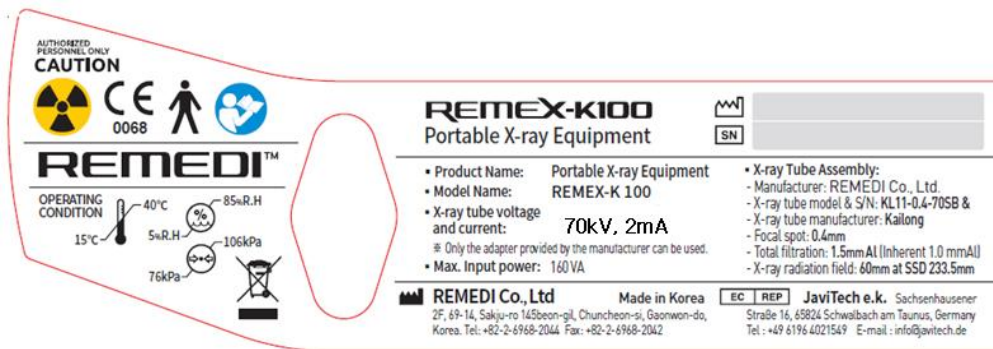 AUTHORIZED
PERSONNEL ONLY
CAUTION
CE
0068
REMEDI™
OPERATING
CONDITION
40℃
15℃
85%R.H
%
5%R.H
106kPa
76kPa
REMEX-K100
Portable X-ray Equipment
SN
▪ Product Name: Portable X-ray Equipment
▪ Model Name: REMEX-K 100
▪ X-ray tube voltage
and current: 70kV, 2mA
※ Only the adapter provided by the manufacturer can be used.
▪ Max. Input power: 160 VA
▪ X-ray Tube Assembly:
- Manufacturer: REMEDI Co., Ltd.
- X-ray tube model & S/N: KL11-0.4-70SB &
- X-ray tube manufacturer: Kailong
- Focal spot: 0.4mm
- Total filtration: 1.5mm Al (Inherent 1.0 mmAl)
- X-ray radiation field: 60mm at SSD 233.5mm
REMEDI Co., Ltd Made in Korea
2F, 69-14, Sakju-ro 145beon-gil, Chuncheon-si, Gaonwon-do,
Korea. Tel: +82-2-6968-2044 Fax: +82-2-6968-2042
EC REP JaviTech e.k. Sachsenhausener
Straße 16, 65824 Schwalbach am Taunus, Germany
Tel : +49 6196 4021549 E-mail : info@javitech.de